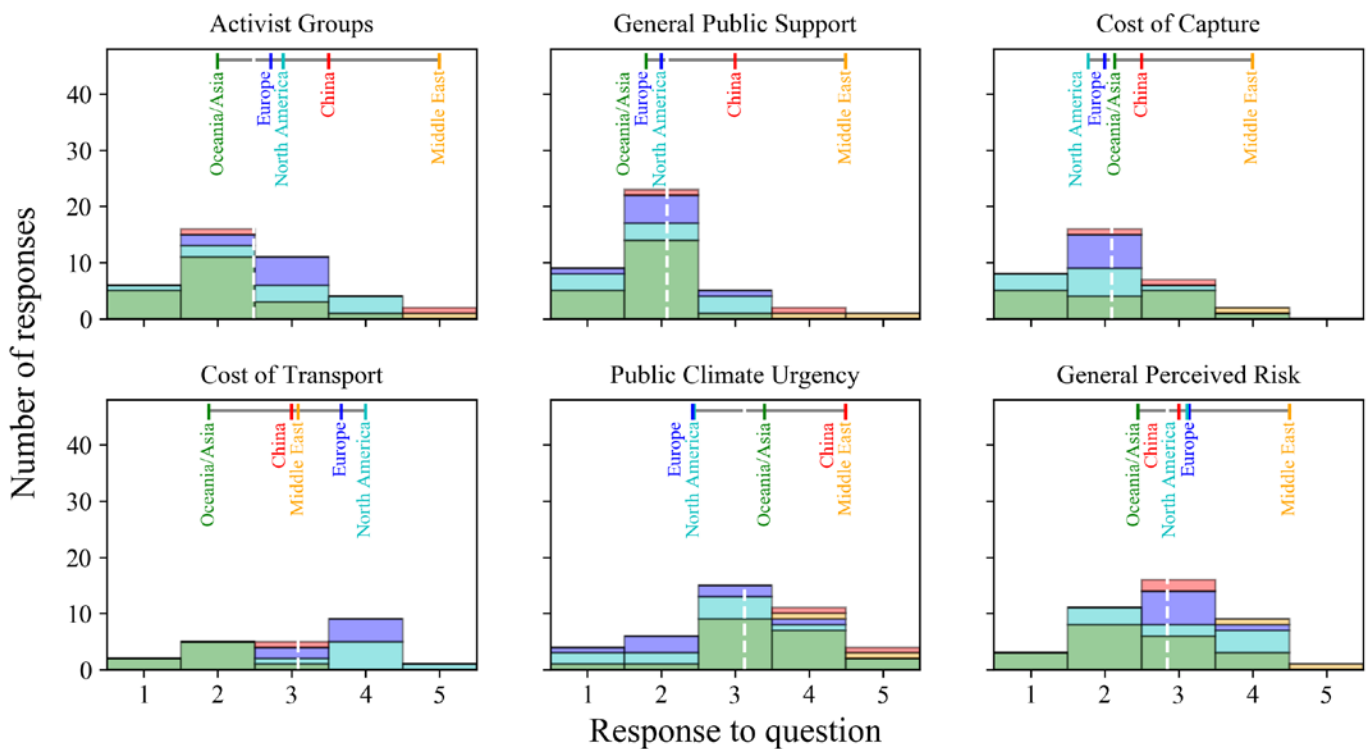 Activist Groups
General Public Support
Cost of Capture
Number of responses
40
30
20
10
0
Oceania/Asia
Europe
North America
China
Middle East
Oceania/Asia
Europe
North America
China
Middle East
North America
Europe
Oceania/Asia
China
Middle East
Cost of Transport
Public Climate Urgency
General Perceived Risk
40
30
20
10
0
Oceania/Asia
China
Middle East
Europe
North America
Europe
North America
Oceania/Asia
China
Middle East
Oceania/Asia
China
North America
Europe
Middle East
1 2 3 4 5
1 2 3 4 5
1 2 3 4 5
Response to question